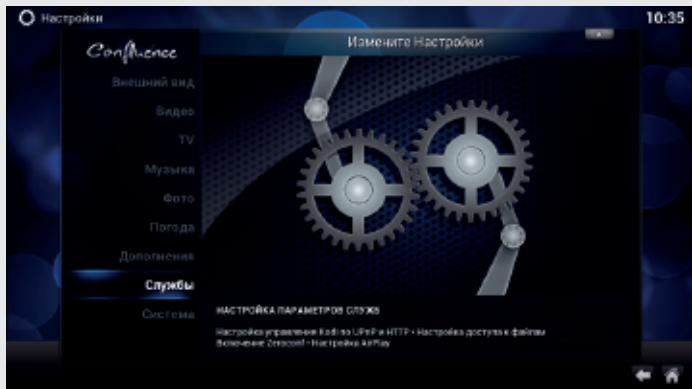 Настройки
10:35
Confluence
Измените Настройки
Внешний вид
Видео
TV
Музыка
Фото
Погода
Дополнения
Службы
Система
НАСТРОЙКА ПАРАМЕТРОВ СЛУЖБ
Настройка управления Kodi по UPnP и HTTP • Настройка доступа к файлам
Включение Zeroconf • Настройка AirPlay